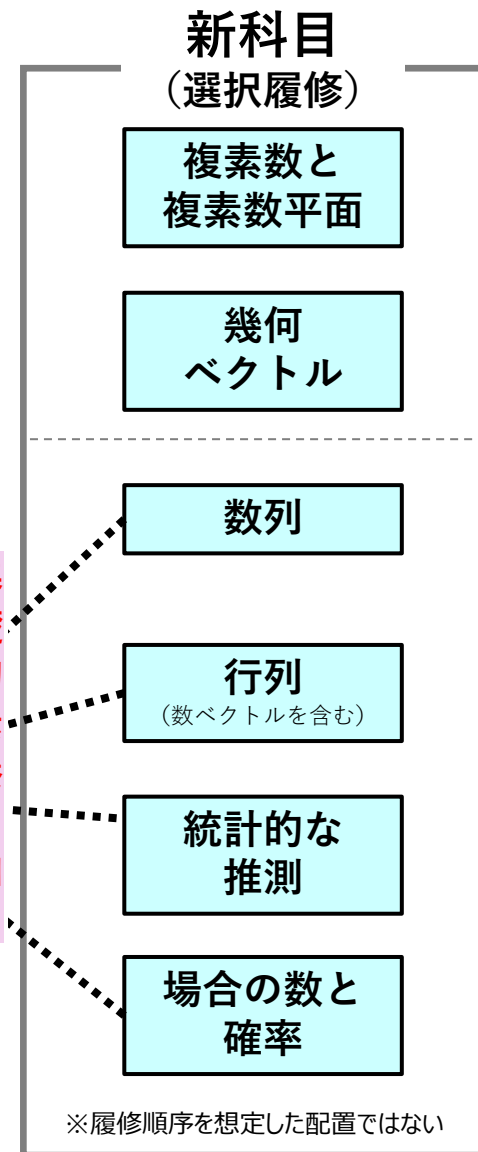 新科目
（選択履修）
複素数と
複素数平面
幾何
ベクトル
数列
行列
（数ベクトルを含む）
統計的な
推測
場合の数と
確率
※履修順序を想定した配置ではない